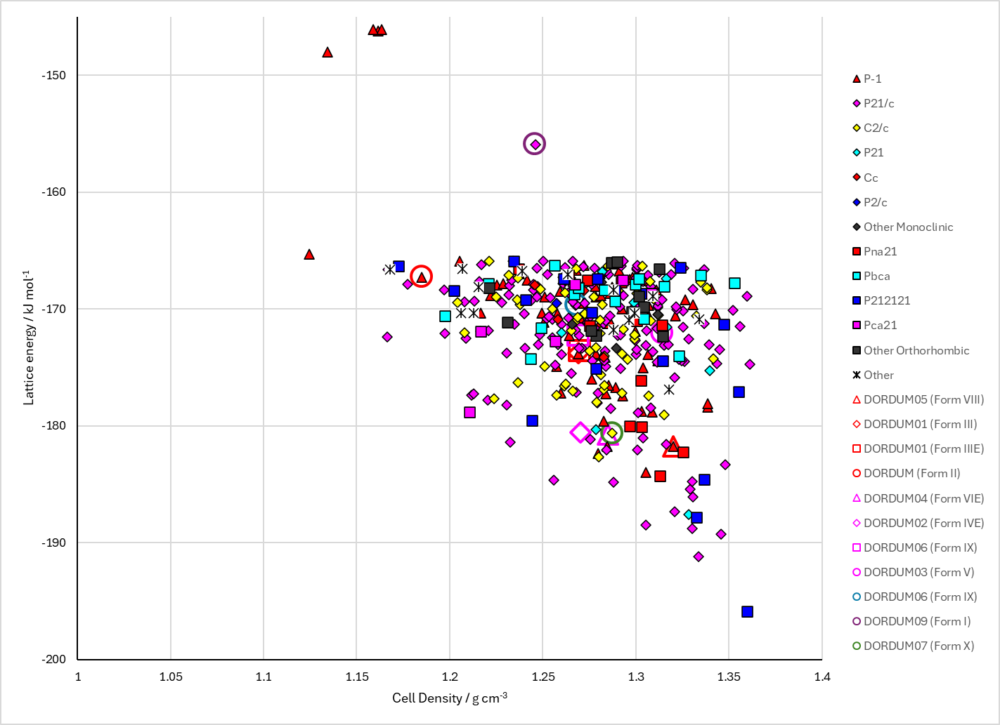 -150
-160
-170
-180
-190
-200
Lattice energy / kJ mol-1
1
1.05
1.1
1.15
1.2
1.25
1.3
1.35
1.4
Cell Density / g cm-3
P-1
P21/c
C2/c
P21
Cc
P2/c
Other Monoclinic
Pna21
Pbca
P212121
Pca21
Other Orthorhombic
Other
DORDUM05 (Form VIII)
DORDUM01 (Form III)
DORDUM01 (Form IIIE)
DORDUM (Form II)
DORDUM04 (Form VIE)
DORDUM02 (Form IVE)
DORDUM06 (Form IX)
DORDUM03 (Form V)
DORDUM06 (Form IX)
DORDUM09 (Form I)
DORDUM07 (Form X)